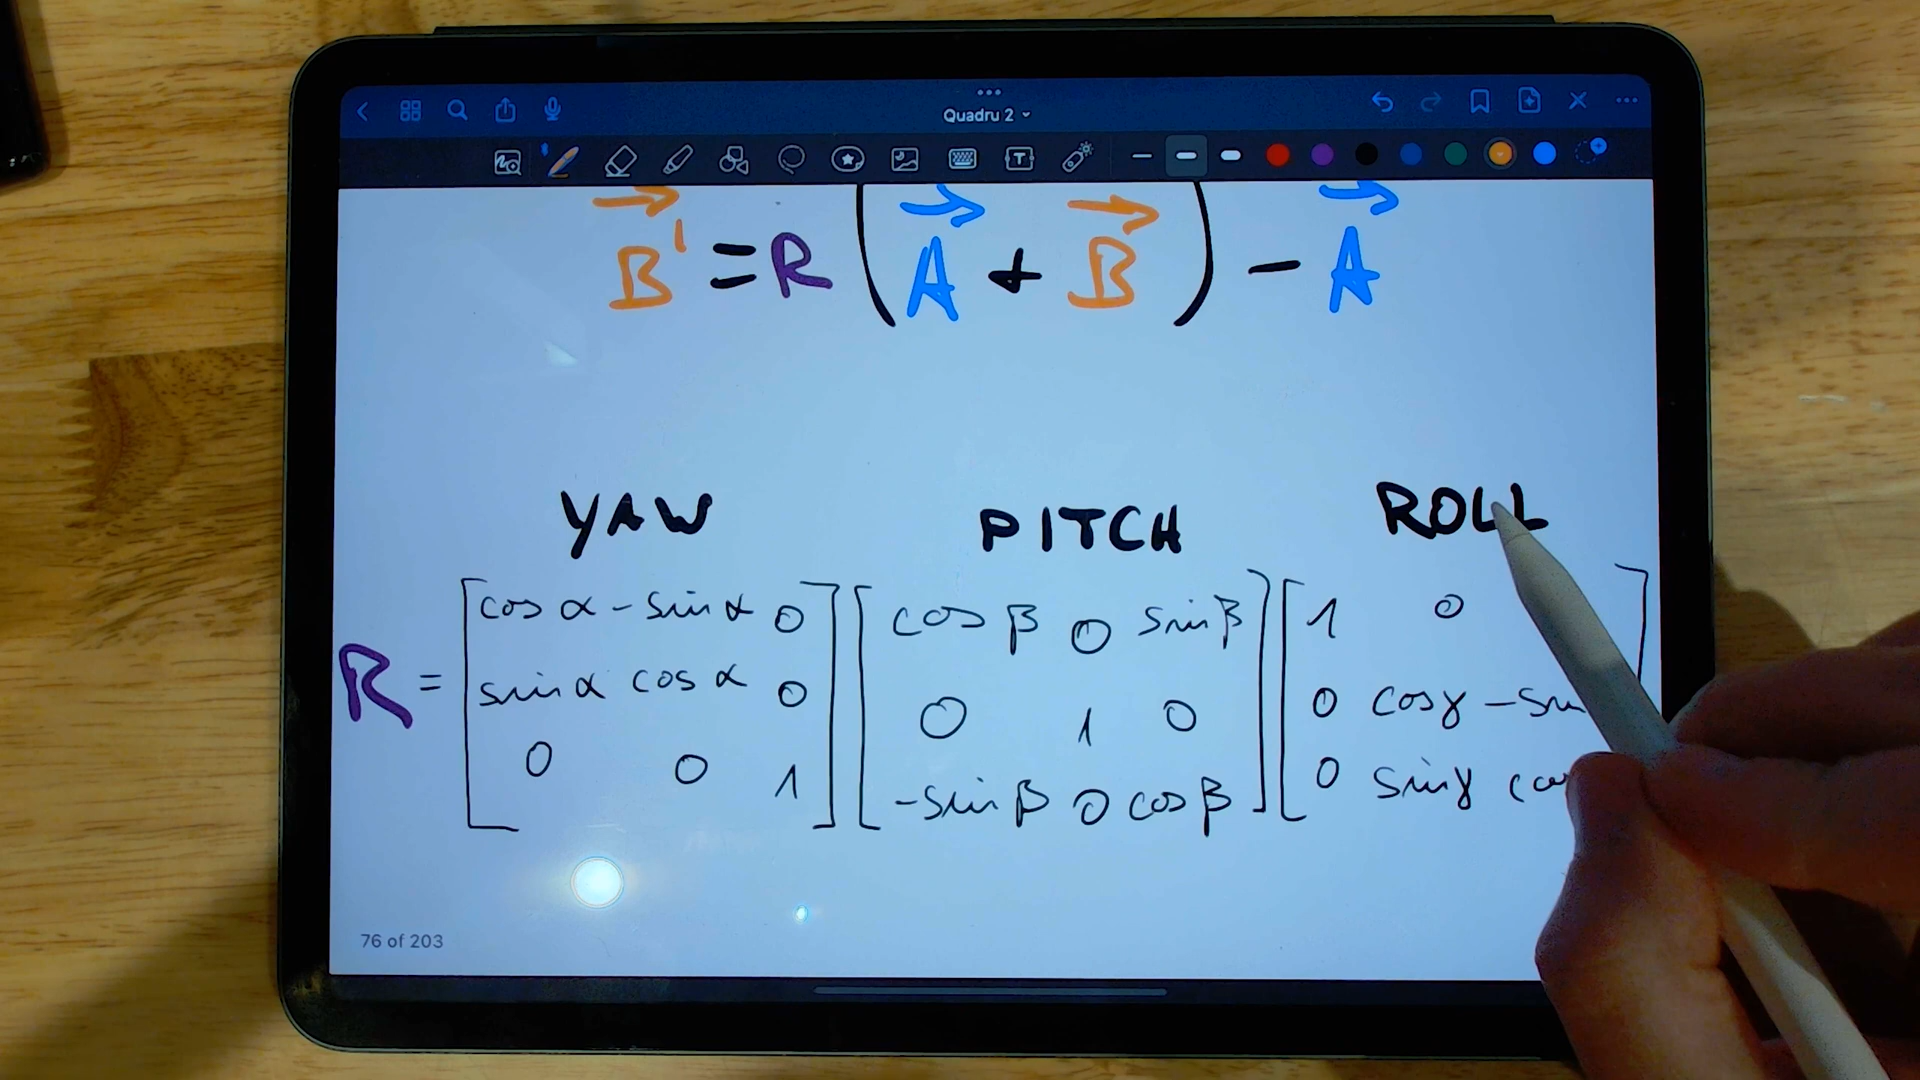 Quadru 2
B' = R ( A + B ) - A
YAW PITCH ROLL
R = [ cos α - sin α 0 ] [ cos β 0 sin β ] [ 1 0 ]
sin α cos α 0 0 1 0 0 cos γ
0 0 1 - sin β 0 cos β 0 sin γ
76 of 203